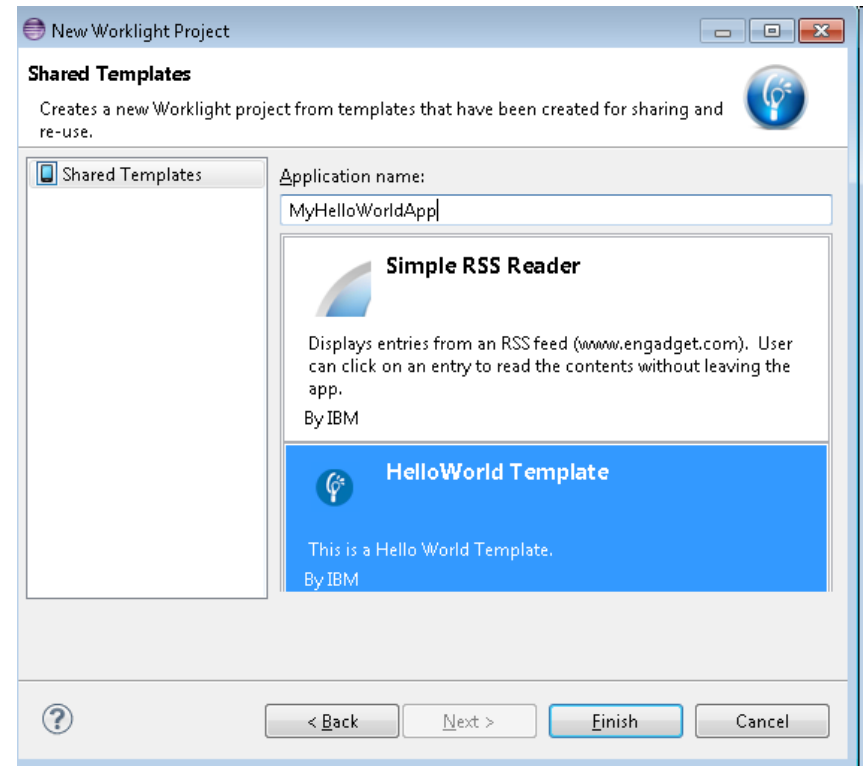 New Worklight Project
Shared Templates
Creates a new Worklight project from templates that have been created for sharing and
re-use.
Shared Templates
Application name:
MyHelloWorldApp
Simple RSS Reader
Displays entries from an RSS feed (www.engadget.com). User
can click on an entry to read the contents without leaving the
app.
By IBM
HelloWorld Template
This is a Hello World Template.
By IBM
?
< Back
Next >
Finish
Cancel